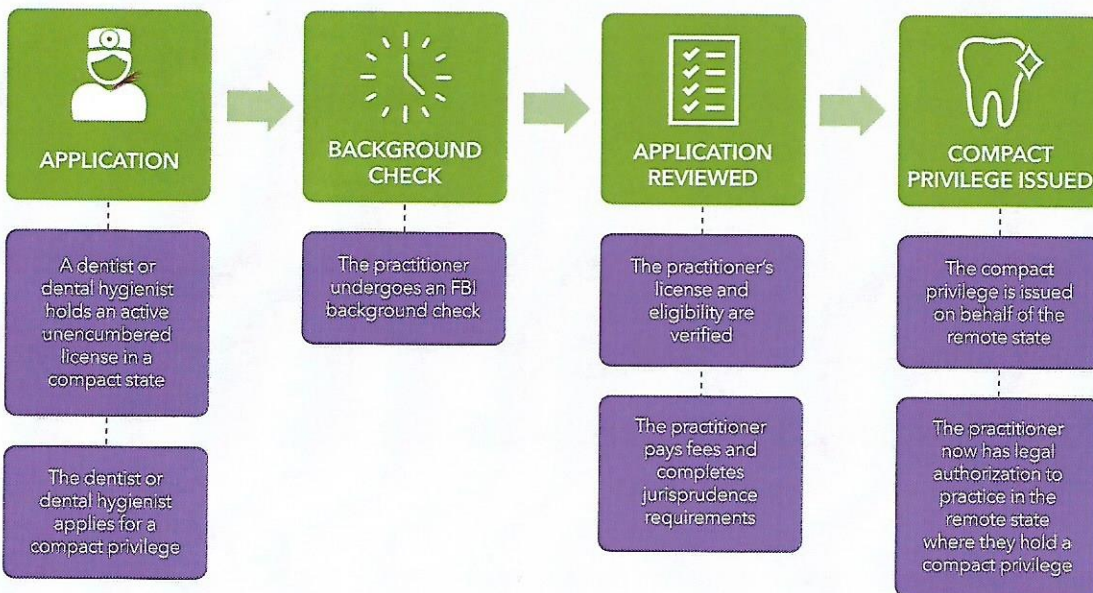 APPLICATION
A dentist or
dental hygienist
holds an active
unencumbered
license in a
compact state
The dentist or
dental hygienist
applies for a
compact privilege
BACKGROUND
CHECK
The practitioner
undergoes an FBI
background check
APPLICATION
REVIEWED
The practitioner's
license and
eligibility are
verified
The practitioner
pays fees and
completes
jurisprudence
requirements
COMPACT
PRIVILEGE ISSUED
The compact
privilege is issued
on behalf of the
remote state
The practitioner
now has legal
authorization to
practice in the
remote state
where they hold a
compact privilege